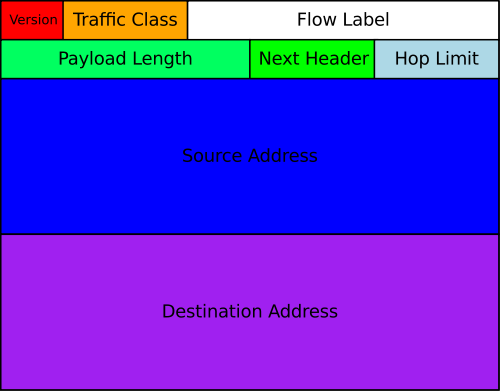 Version Traffic Class Flow Label
Payload Length Next Header Hop Limit
Source Address
Destination Address